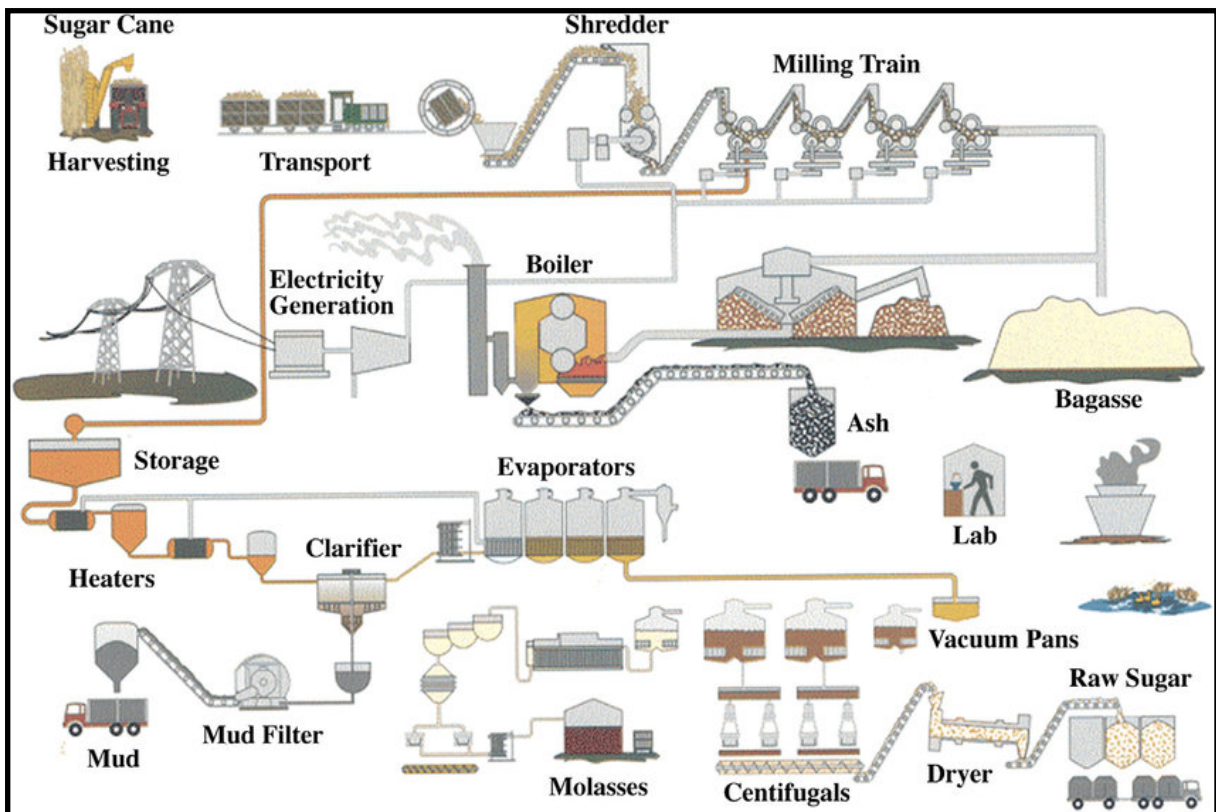 Sugar Cane
Shredder
Milling Train
Harvesting
Transport
Electricity
Generation
Boiler
Bagasse
Ash
Storage
Evaporators
Lab
Clarifier
Heaters
Vacuum Pans
Raw Sugar
Mud Filter
Mud
Molasses
Centifugals
Dryer